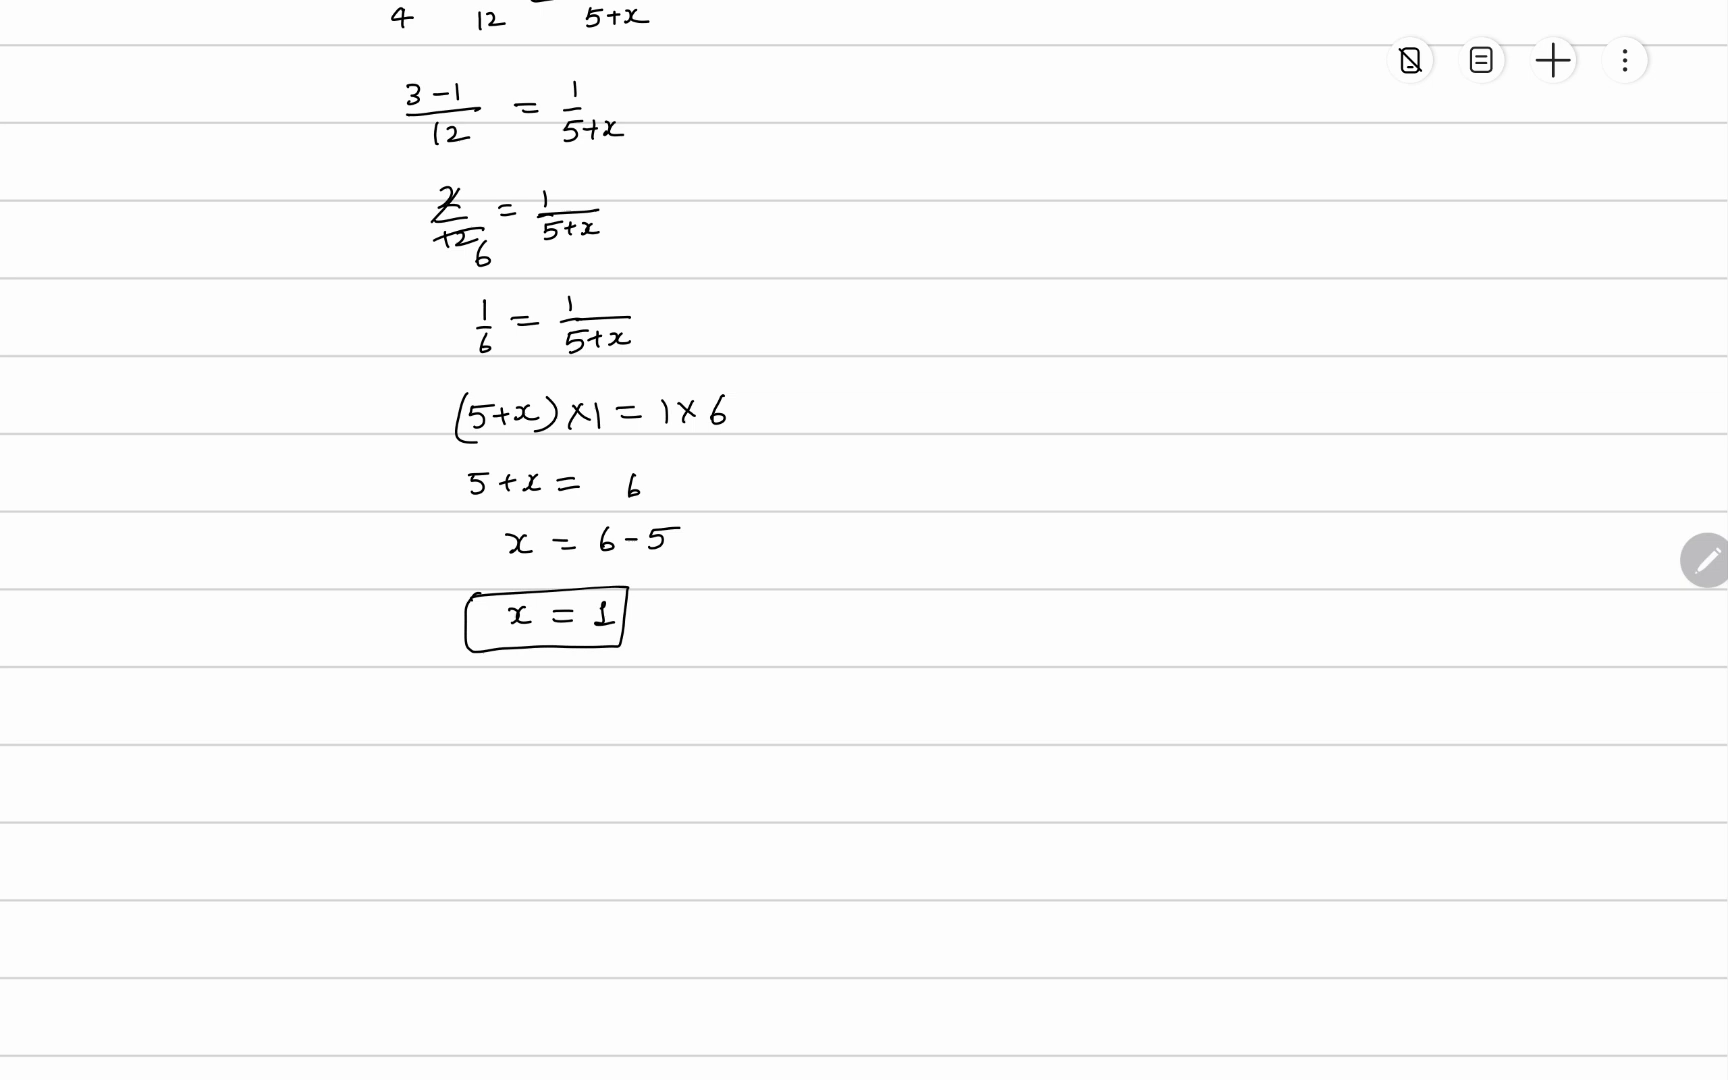 4 12 5+x
3-1/12 = 1/5+x
2/12 6 = 1/5+x
1/6 = 1/5+x
(5+x)×1 = 1×6
5+x = 6
x = 6-5
x = 1